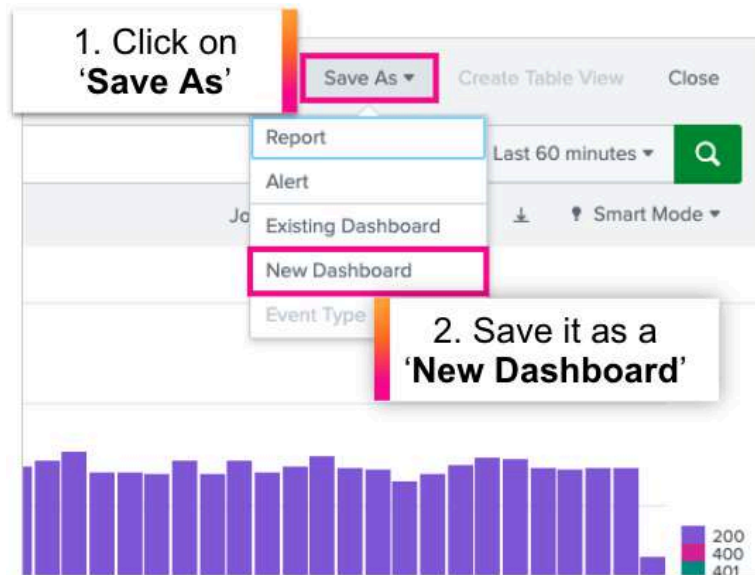 1. Click on
‘Save As’
Save As
Create Table View
Close
Report
Last 60 minutes
Alert
Jo
Existing Dashboard
Smart Mode
New Dashboard
Event Type
2. Save it as a
‘New Dashboard’
200
400
401